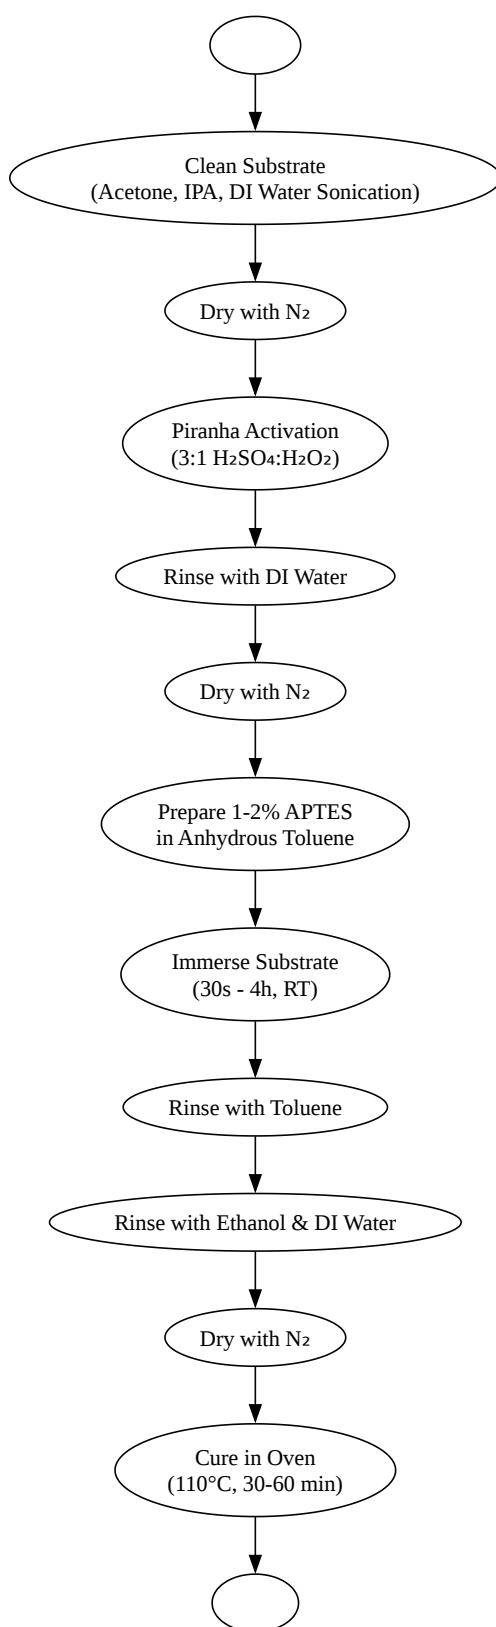 Clean Substrate
(Acetone, IPA, DI Water Sonication)
Dry with N₂
Piranha Activation
(3:1 H₂SO₄:H₂O₂)
Rinse with DI Water
Dry with N₂
Prepare 1-2% APTES
in Anhydrous Toluene
Immerse Substrate
(30s - 4h, RT)
Rinse with Toluene
Rinse with Ethanol & DI Water
Dry with N₂
Cure in Oven
(110°C, 30-60 min)